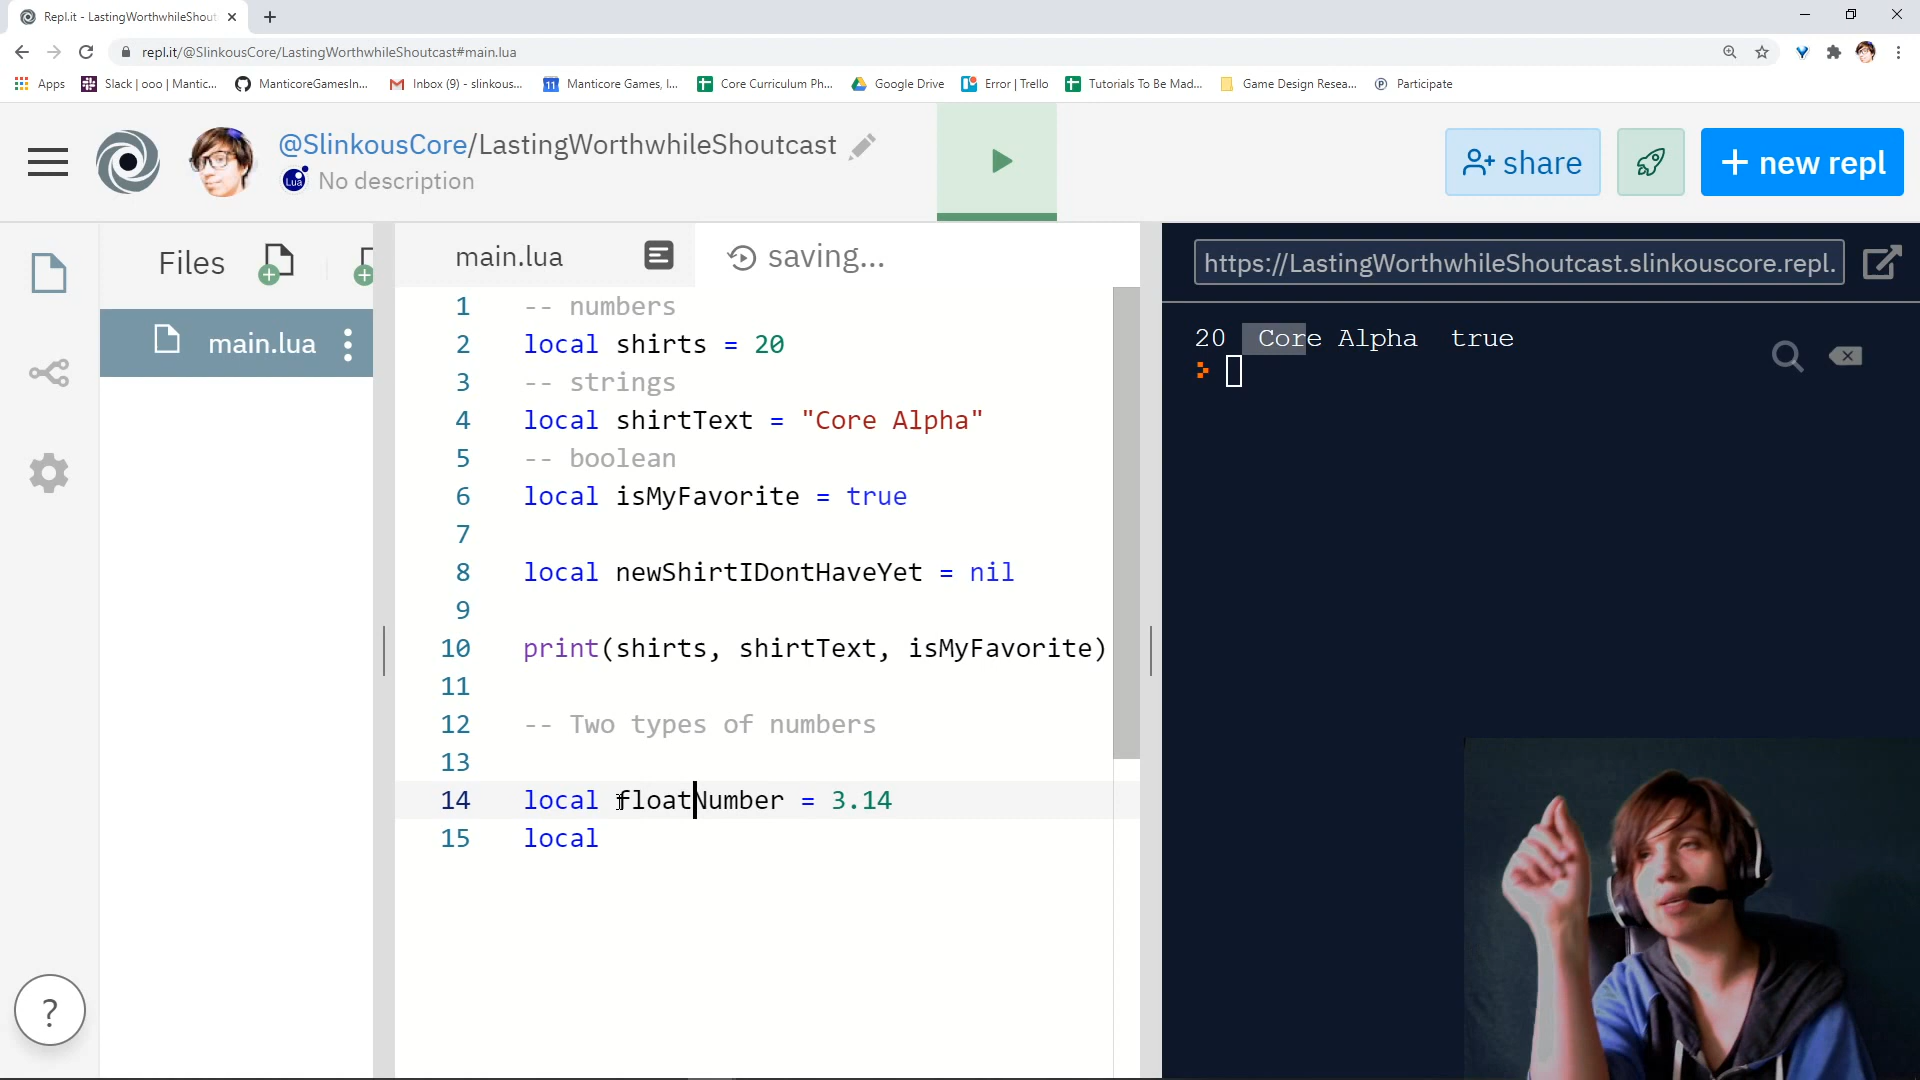 Repl.it - LastingWorthwhileShout
repl.it/@SlinkousCore/LastingWorthwhileShoutcast#main.lua
Apps
Slack | ooo | Mantic...
ManticoreGamesIn...
Inbox (9) - slinkous...
11
Manticore Games, I...
Core Curriculum Ph...
Google Drive
Error | Trello
Tutorials To Be Mad...
Game Design Resea...
Participate
@SlinkousCore/LastingWorthwhileShoutcast
Lua
No description
share
+ new repl
Files
main.lua
main.lua
saving...
1 -- numbers
2 local shirts = 20
3 -- strings
4 local shirtText = "Core Alpha"
5 -- boolean
6 local isMyFavorite = true
7
8 local newShirtIDontHaveYet = nil
9
10 print(shirts, shirtText, isMyFavorite)
11
12 -- Two types of numbers
13
14 local floatNumber = 3.14
15 local
https://LastingWorthwhileShoutcast.slinkouscore.repl.
20 Core Alpha true
?